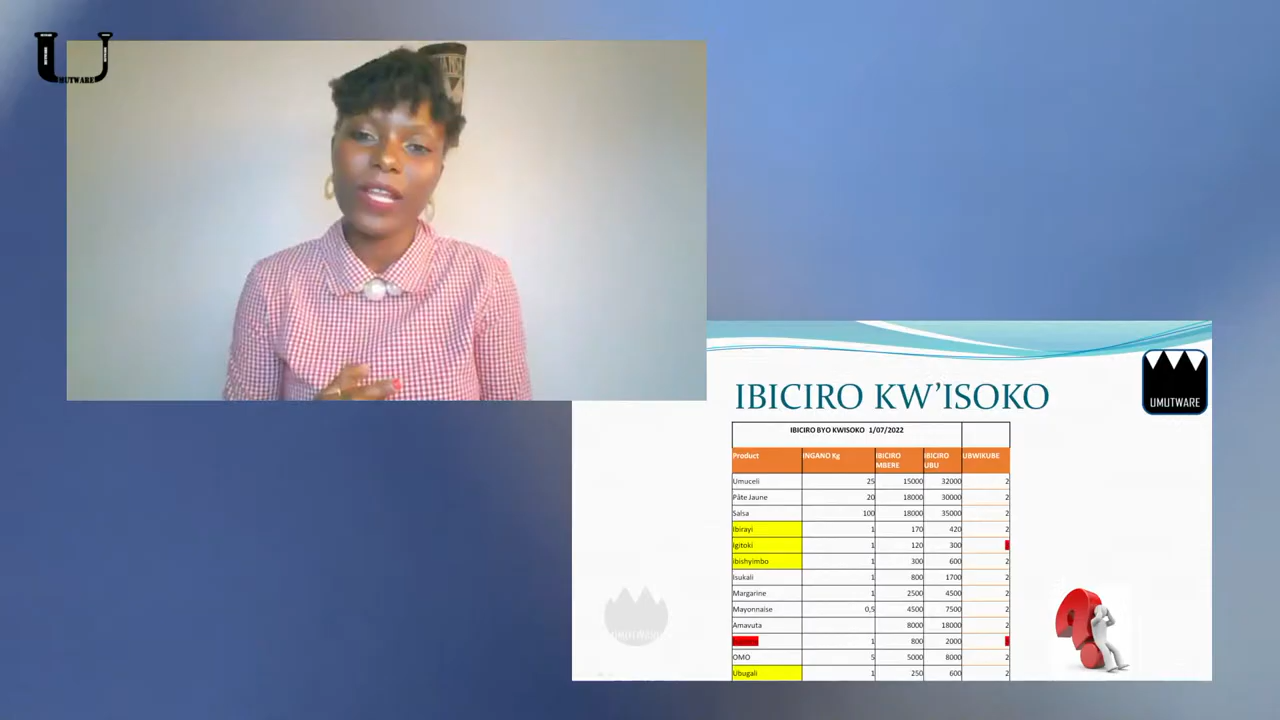 UMUTWARE
IBICIRO KW'ISOKO
UMUTWARE
IBICIRO BYO KWISOKO 1/07/2022
Product INGANO Kg IBICIRO MBERE IBICIRO UBU UBWIKUBE
Umuceli 25 15000 32000 2
Pâte Jaune 20 18000 30000 2
Salsa 100 18000 35000 2
Ibirayi 1 170 420 2
Igitoki 1 120 300
Ibishyimbo 1 300 600 2
Isukali 1 800 1700 2
Margarine 1 2500 4500 2
Mayonnaise 0,5 4500 7500 2
Amavuta 8000 18000 2
1 800 2000
OMO 5 5000 8000 2
Ubugali 1 250 600 2
UMUTWARE